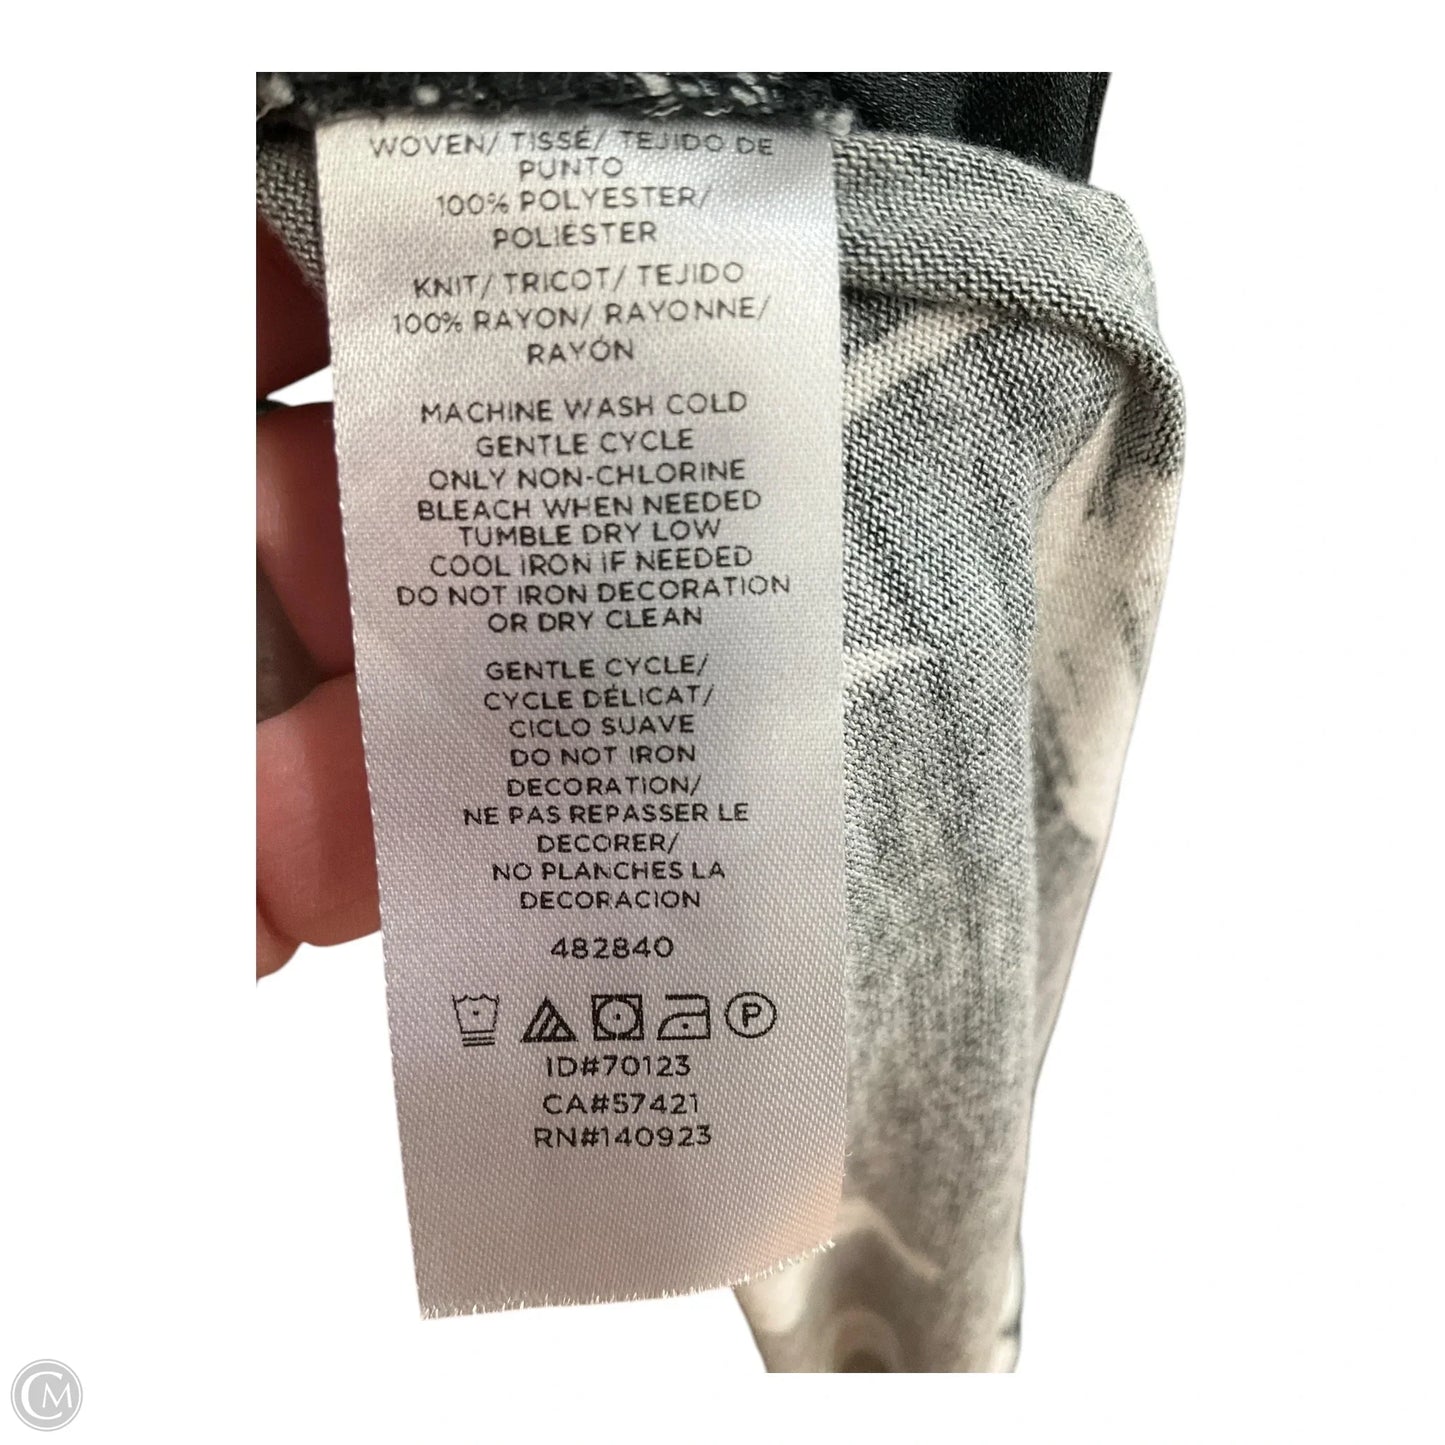 WOVEN/ TISSÉ/ TEJIDO DE
PUNTO
100% POLYESTER/
POLIÉSTER
KNIT/ TRICOT/ TEJIDO
100% RAYON/ RAYONNE/
RAYÓN
MACHINE WASH COLD
GENTLE CYCLE
ONLY NON-CHLORINE
BLEACH WHEN NEEDED
TUMBLE DRY LOW
COOL IRON IF NEEDED
DO NOT IRON DECORATION
OR DRY CLEAN
GENTLE CYCLE/
CYCLE DÉLICAT/
CICLO SUAVE
DO NOT IRON
DECORATION/
NE PAS REPASSER LE
DECORER/
NO PLANCHES LA
DECORACION
482840
P
ID#70123
CA#57421
RN#140923
CM